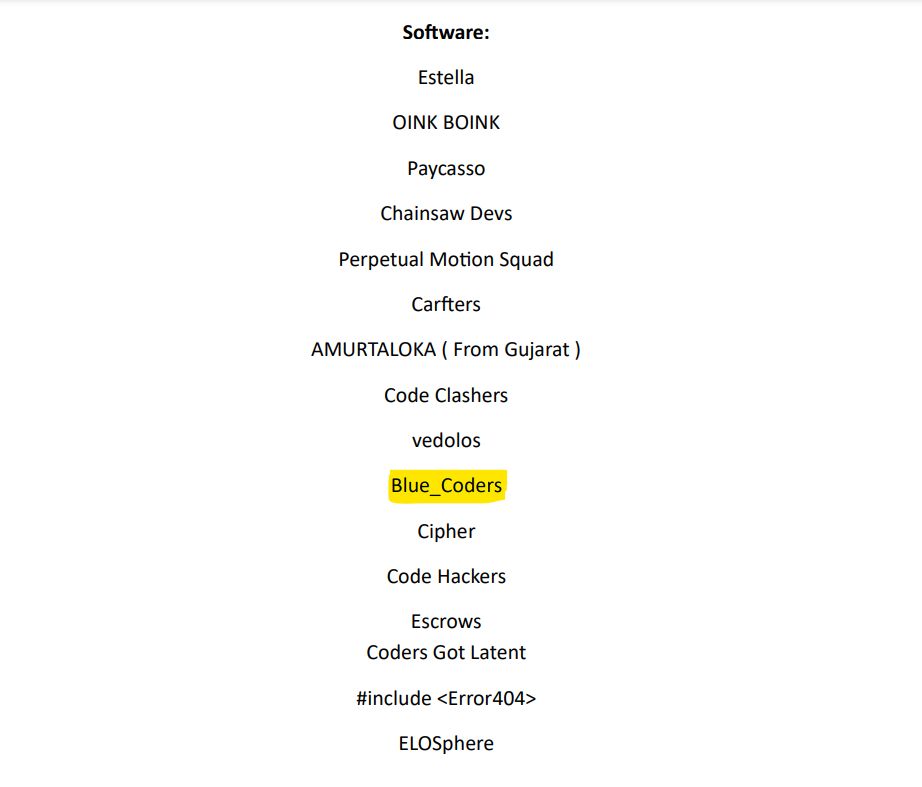 Software:
Estella
OINK BOINK
Paycasso
Chainsaw Devs
Perpetual Motion Squad
Carfters
AMURTALOKA ( From Gujarat )
Code Clashers
vedolos
Blue_Coders
Cipher
Code Hackers
Escrows
Coders Got Latent
#include <Error404>
ELOSphere